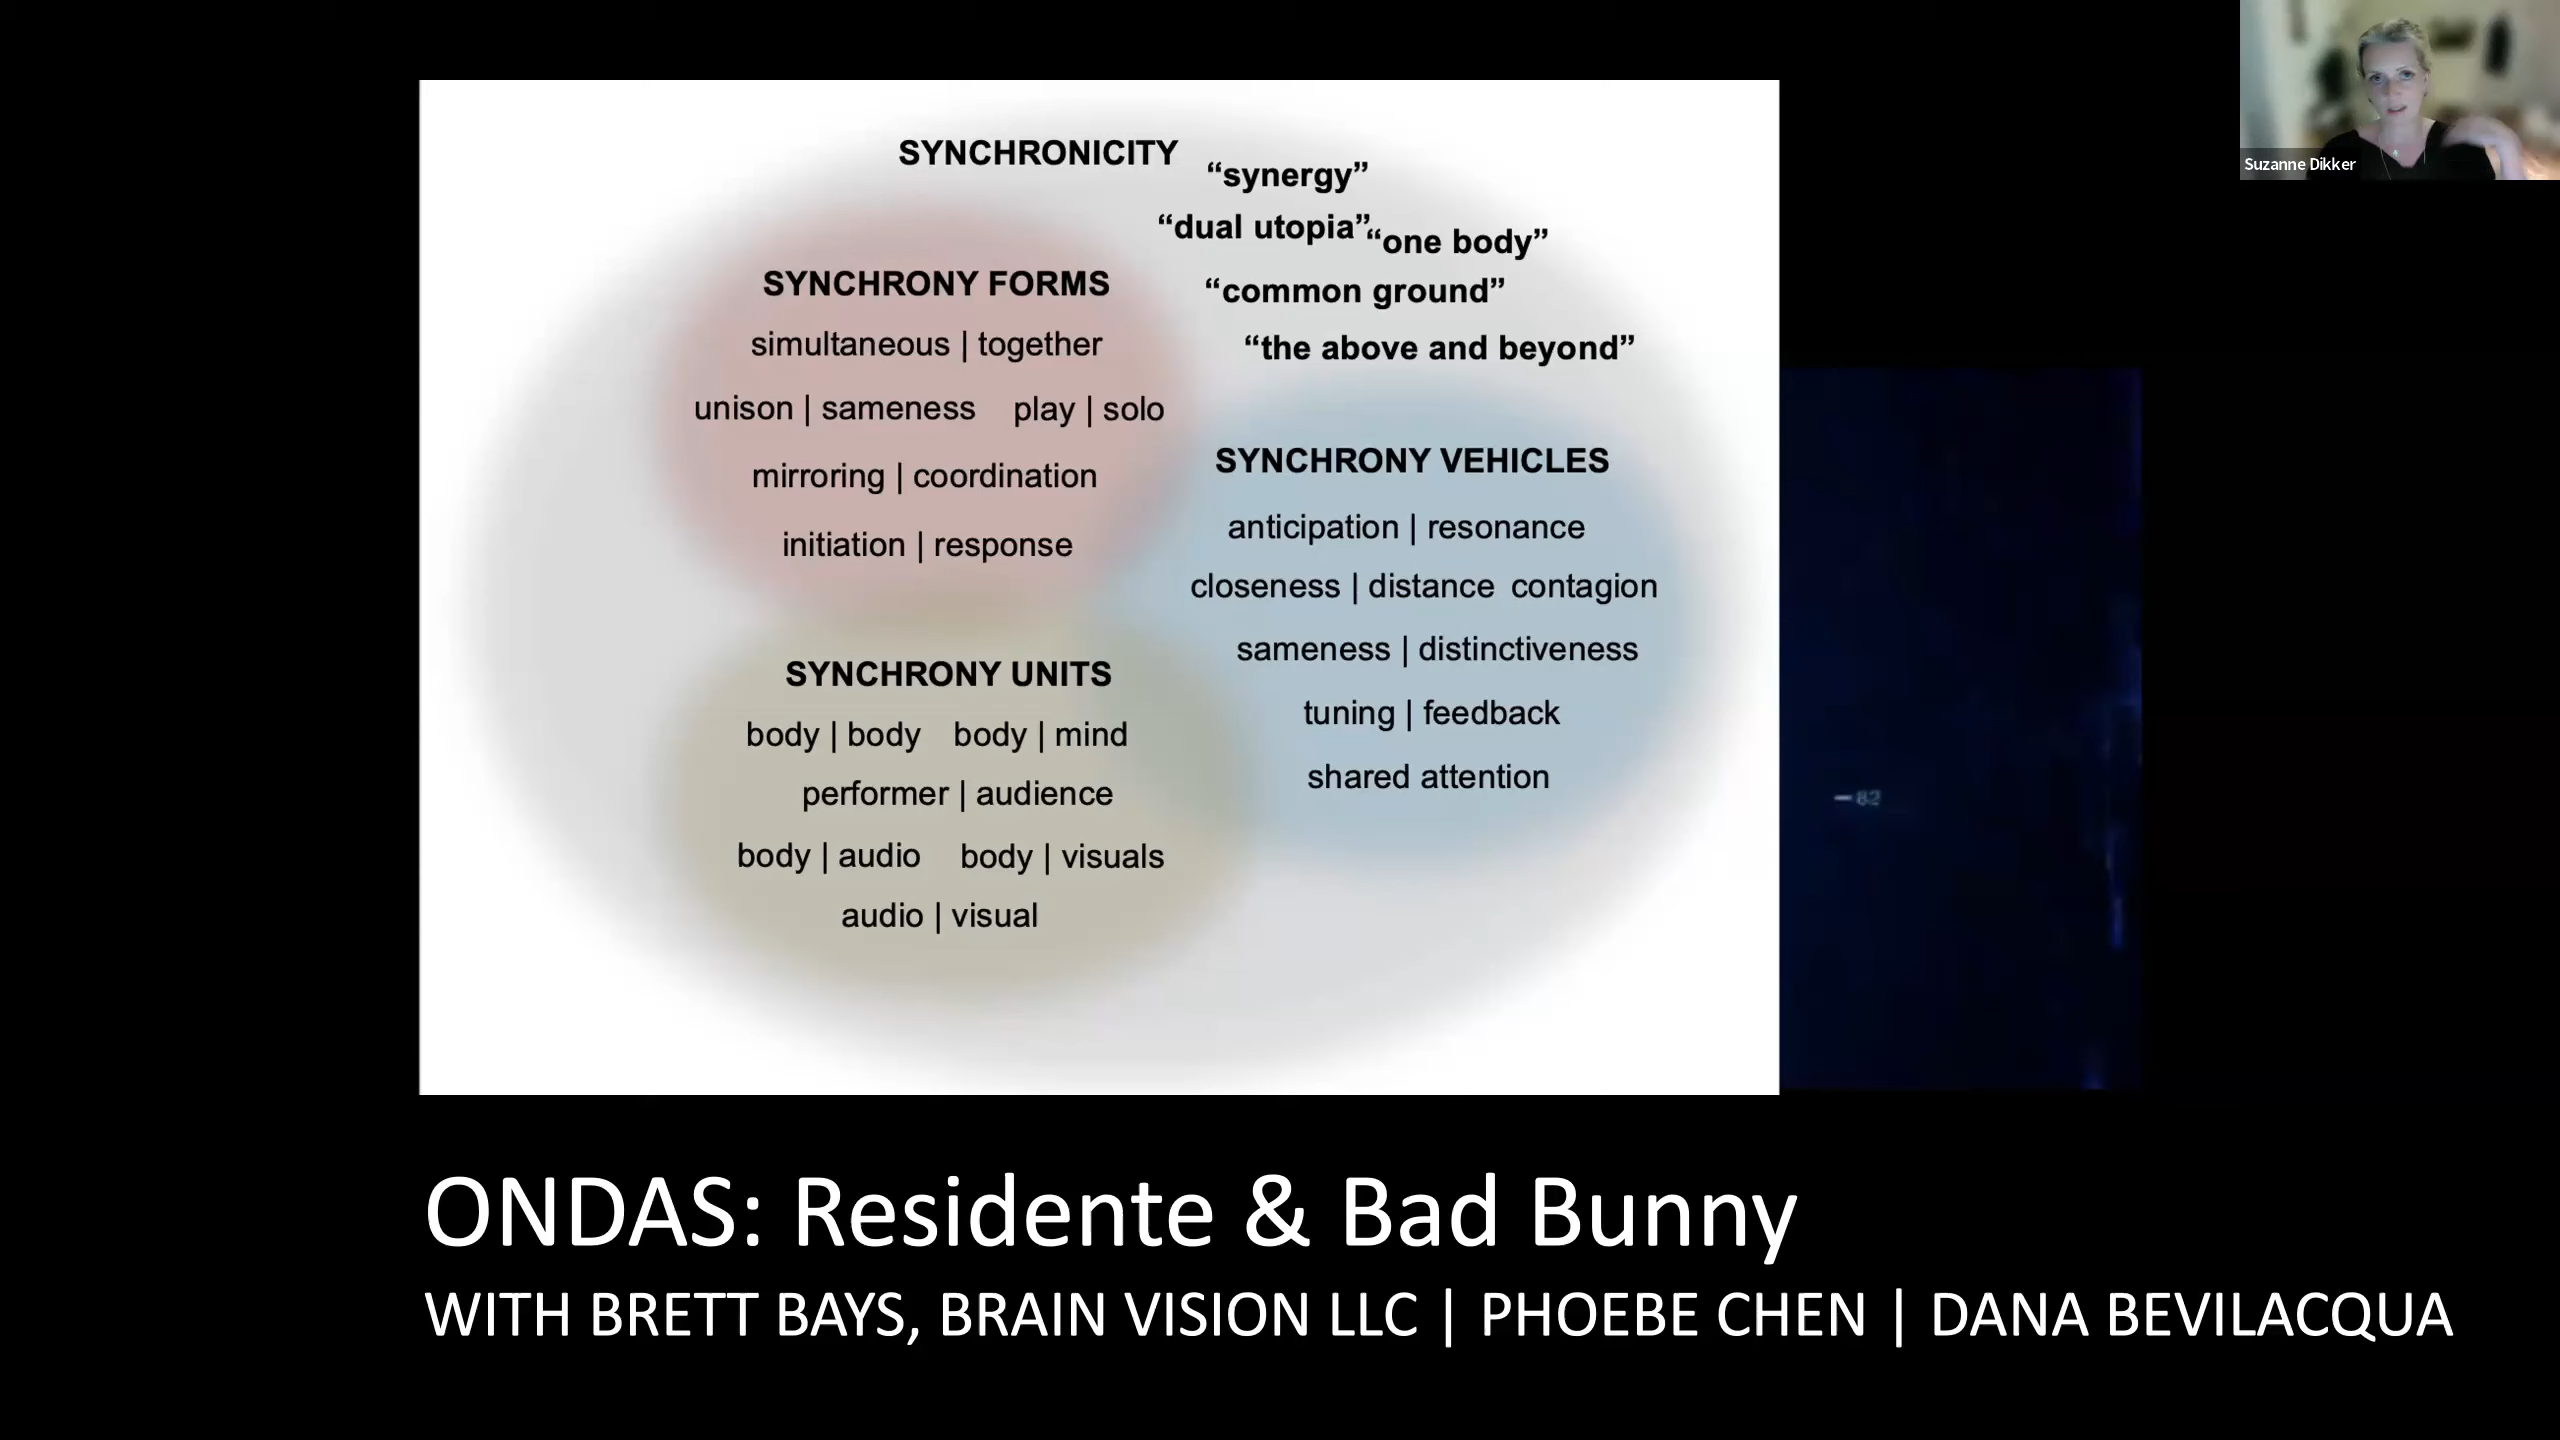 SYNCHRONICITY
“synergy”
“dual utopia”
“one body”
“common ground”
“the above and beyond”
SYNCHRONY FORMS
simultaneous | together
unison | sameness play | solo
mirroring | coordination
initiation | response
SYNCHRONY VEHICLES
anticipation | resonance
closeness | distance contagion
sameness | distinctiveness
tuning | feedback
shared attention
SYNCHRONY UNITS
body | body body | mind
performer | audience
body | audio body | visuals
audio | visual
82
Suzanne Dikker
ONDAS: Residente & Bad Bunny
WITH BRETT BAYS, BRAIN VISION LLC | PHOEBE CHEN | DANA BEVILACQUA